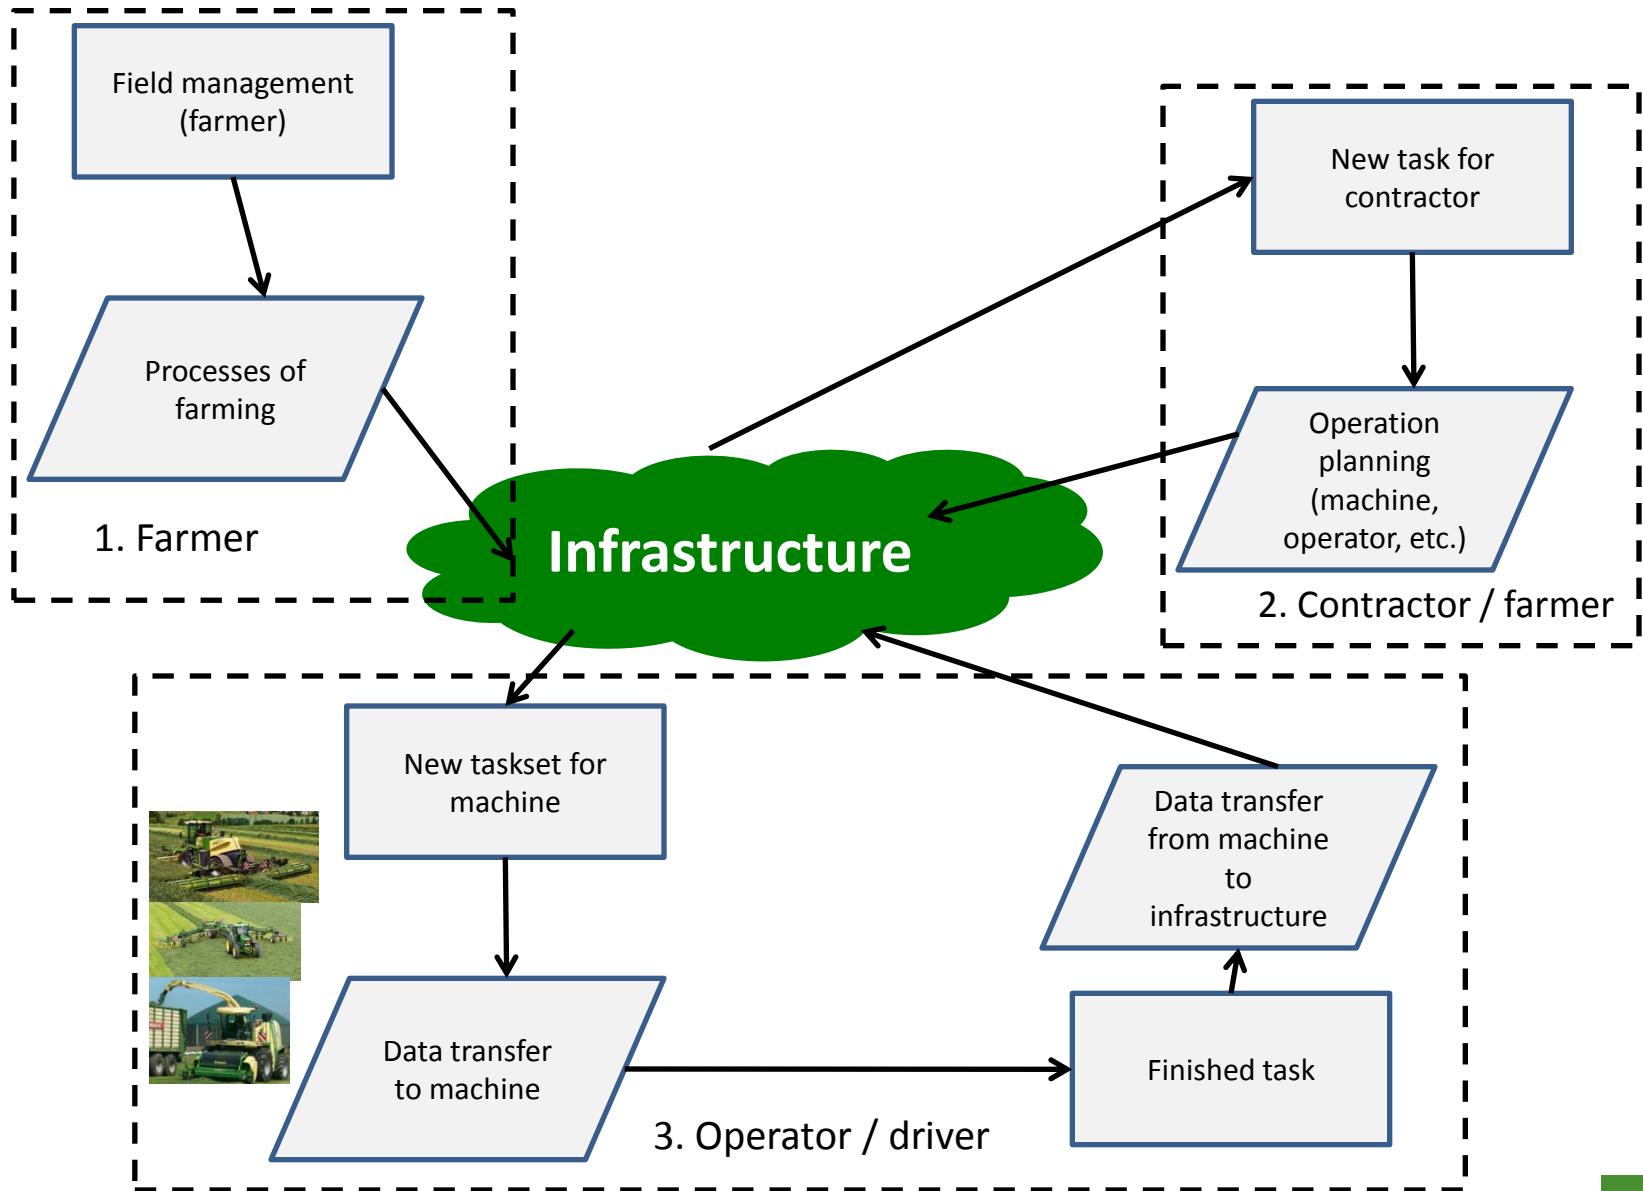 Field management
(farmer)
Processes of
farming
1. Farmer
New task for
contractor
Operation
planning
(machine,
operator, etc.)
2. Contractor / farmer
Infrastructure
New taskset for
machine
Data transfer
to machine
3. Operator / driver
Finished task
Data transfer
from machine
to
infrastructure